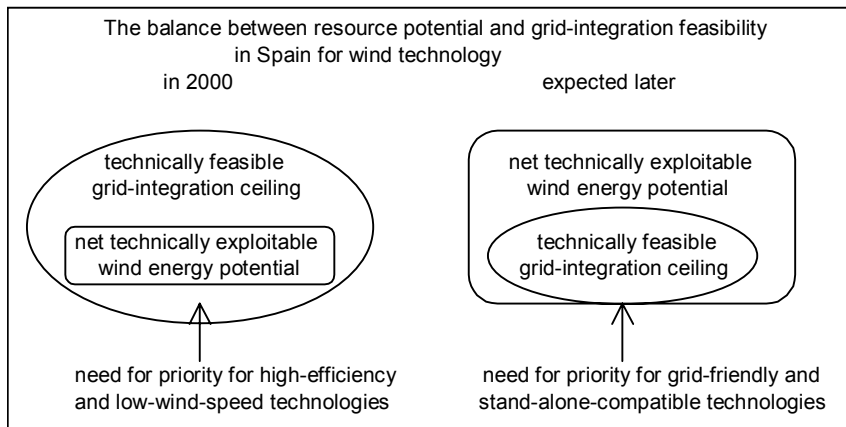 The balance between resource potential and grid-integration feasibility
in Spain for wind technology
in 2000
expected later
technically feasible
grid-integration ceiling
net technically exploitable
wind energy potential
need for priority for high-efficiency
and low-wind-speed technologies
net technically exploitable
wind energy potential
technically feasible
grid-integration ceiling
need for priority for grid-friendly and
stand-alone-compatible technologies